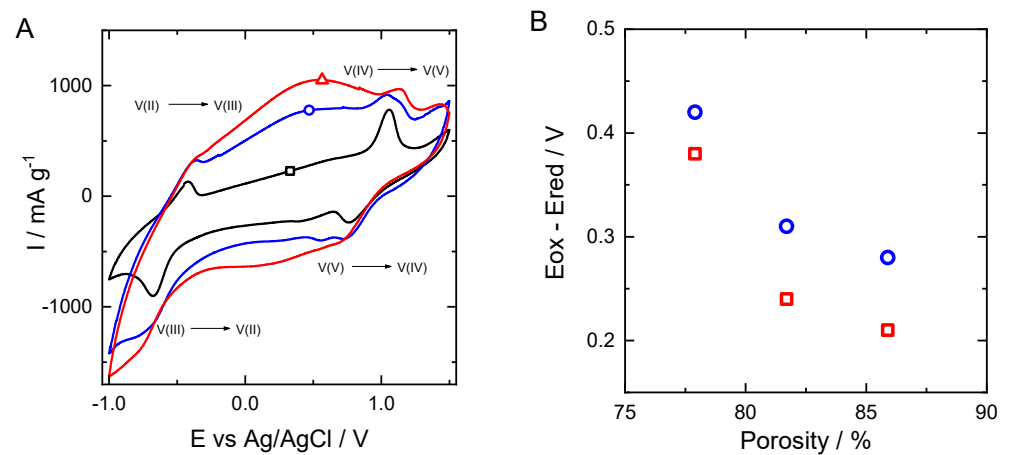 A
I / mA g-1
1000
0
-1000
V(II) → V(III)
V(IV) → V(V)
V(V) → V(IV)
V(III) → V(II)
-1.0 0.0 1.0
E vs Ag/AgCl / V
B
Eox - Ered / V
0.5
0.4
0.3
0.2
75 80 85 90
Porosity / %